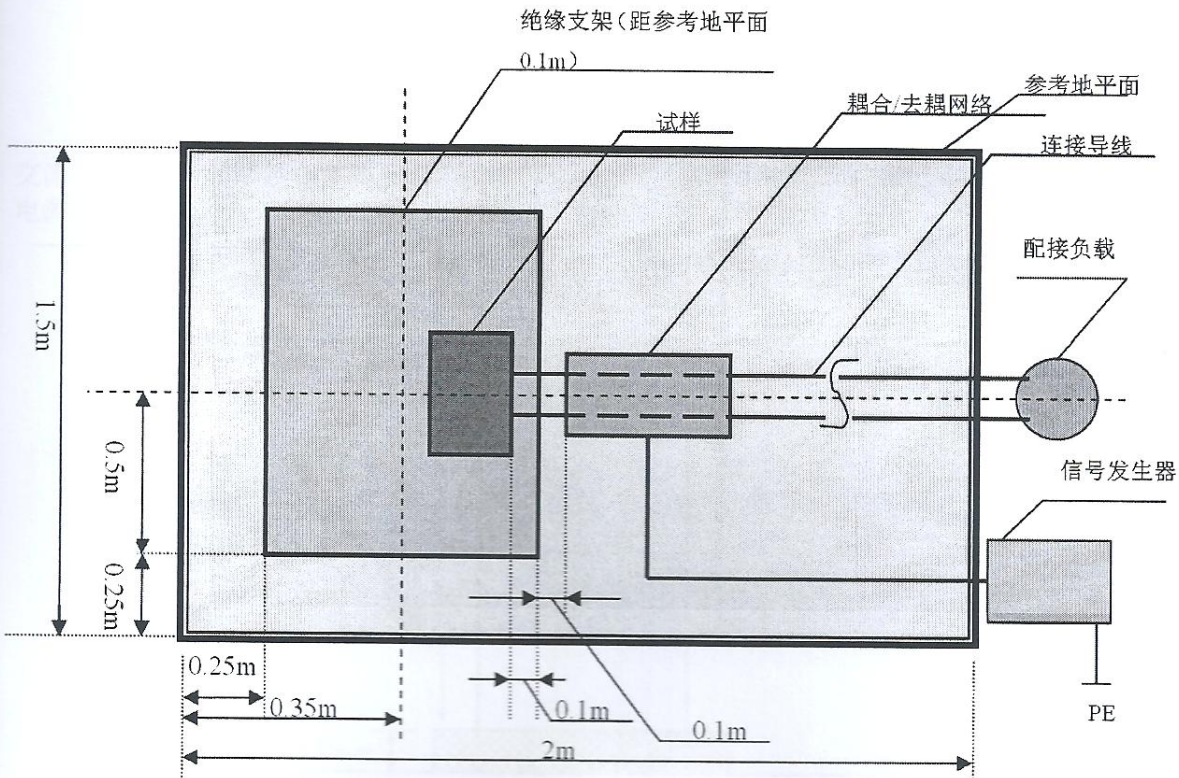 绝缘支架（距参考地平面
0.1m）
参考地平面
耦合/去耦网络
试样
连接导线
配接负载
1.5m
0.5m
信号发生器
0.25m
0.25m
0.35m
0.1m
0.1m
PE
2m